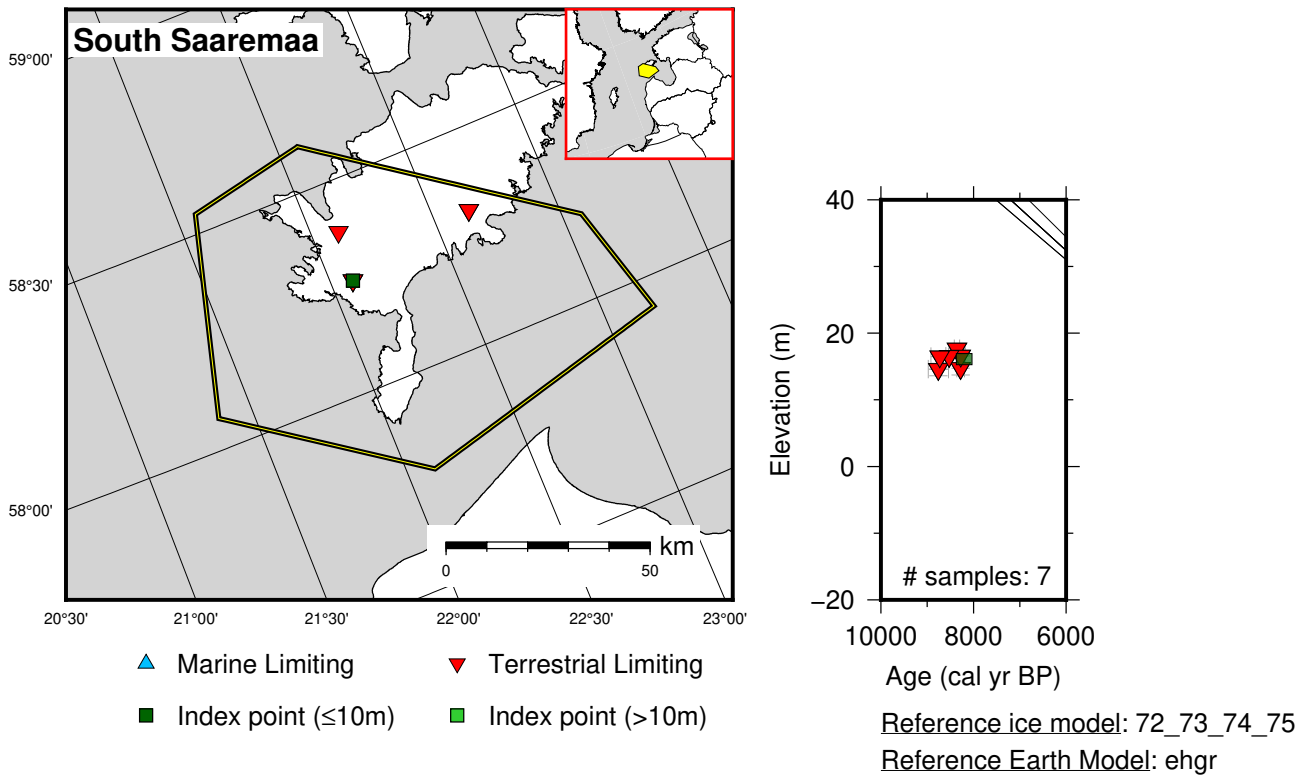 South Saaremaa
59°00'
58°30'
58°00'
20°30'
21°00'
21°30'
22°00'
22°30'
23°00'
km
0
50
Marine Limiting
Terrestrial Limiting
Index point (≤10m)
Index point (>10m)
40
20
0
−20
Elevation (m)
# samples: 7
10000
8000
6000
Age (cal yr BP)
Reference ice model: 72_73_74_75
Reference Earth Model: ehgr